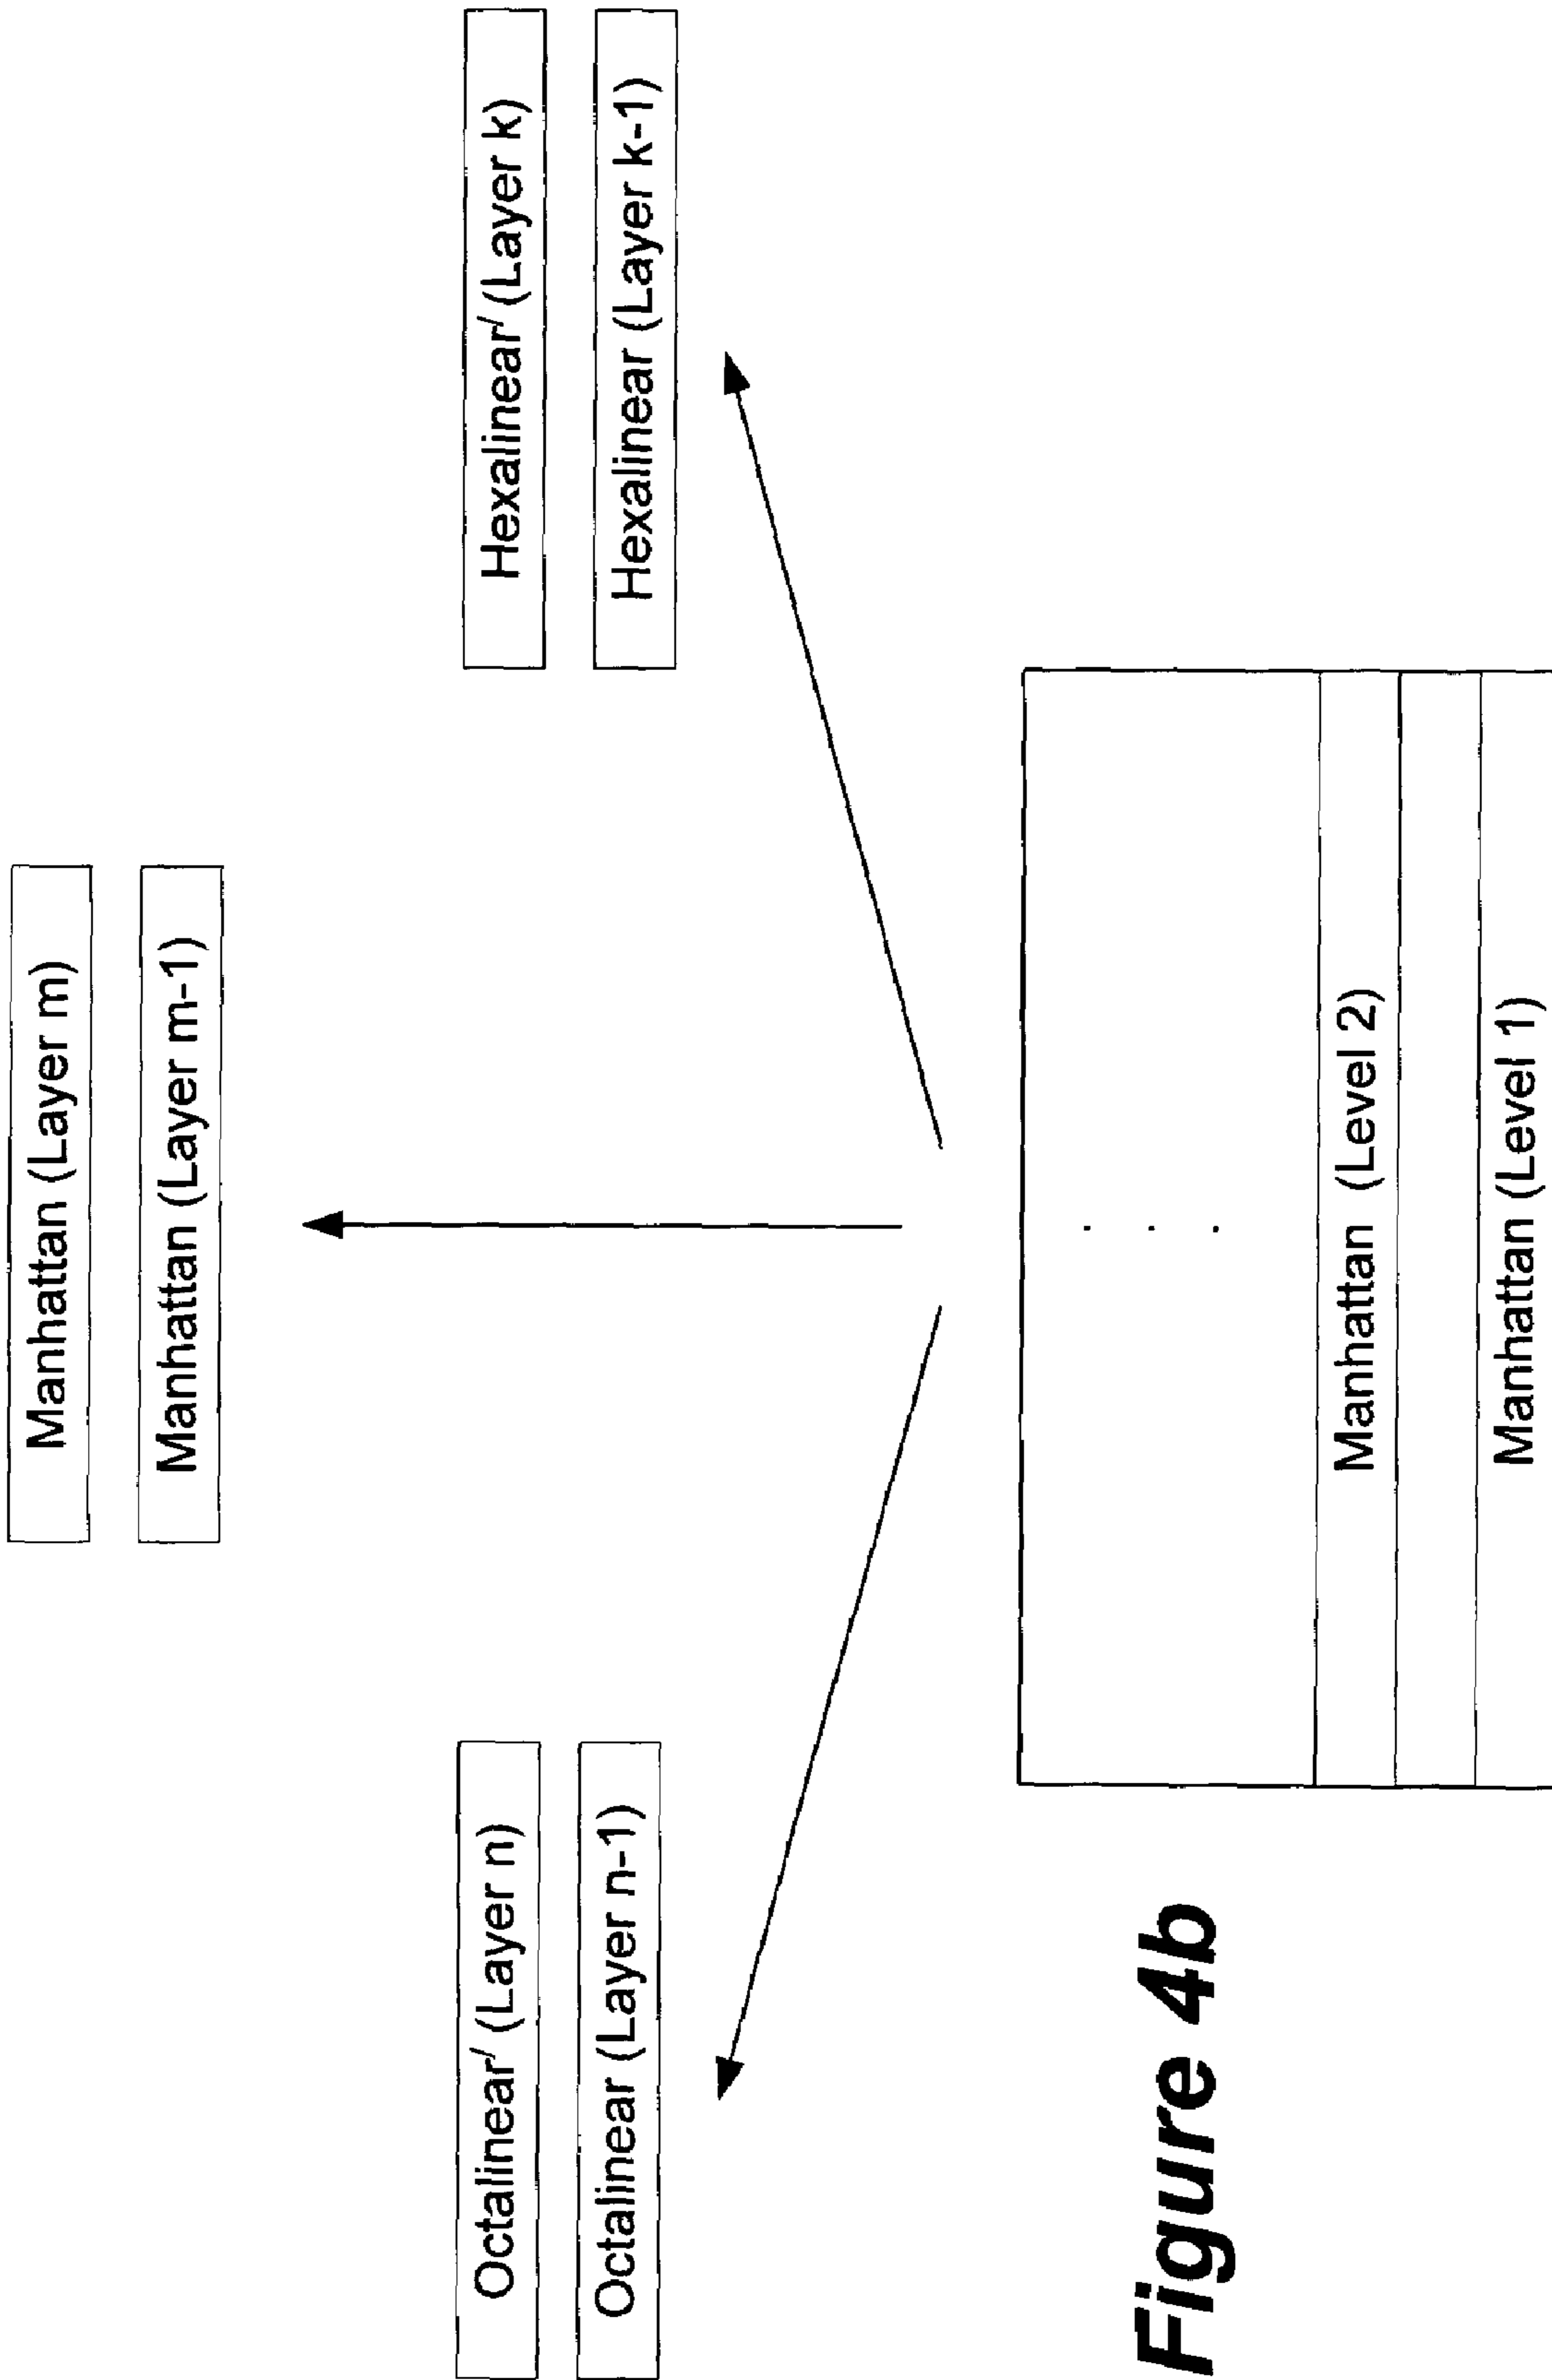 Manhattan (Layer m)
Manhattan (Layer m-1)
Octalinear' (Layer n)
Octalinear (Layer n-1)
Hexalinear' (Layer k)
Hexalinear (Layer k-1)
. . .
Manhattan (Level 2)
Manhattan (Level 1)
Figure 4b